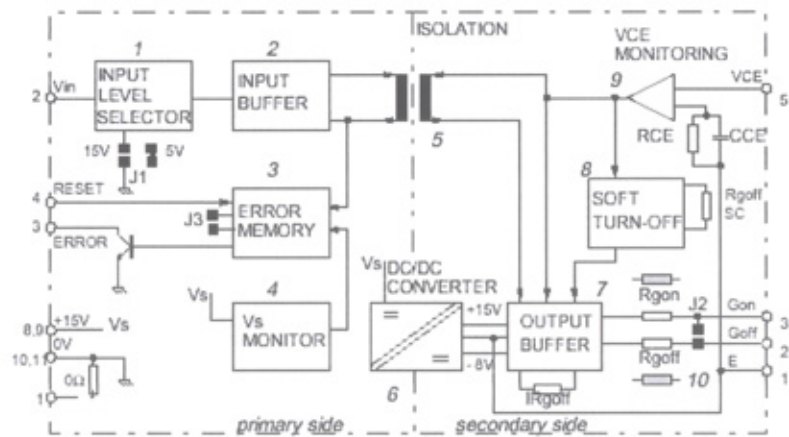 ISOLATION
1
INPUT
LEVEL
SELECTOR
2
INPUT
BUFFER
VCE
MONITORING
9
VCE
5
2
Vin
15V
5V
J1
5
RCE
CCE
8
SOFT
TURN-OFF
Rgoff
SC
4
RESET
3
ERROR
3
ERROR
MEMORY
J3
4
Vs
Vs
MONITOR
Vs
DC/DC
CONVERTER
+15V
- 8V
6
7
OUTPUT
BUFFER
IRgoff
Rgon
J2
Gon
3
Goff
2
Rgoff
E
1
10
8,9
+15V
Vs
0V
10,11
0Ω
1
primary side
secondary side